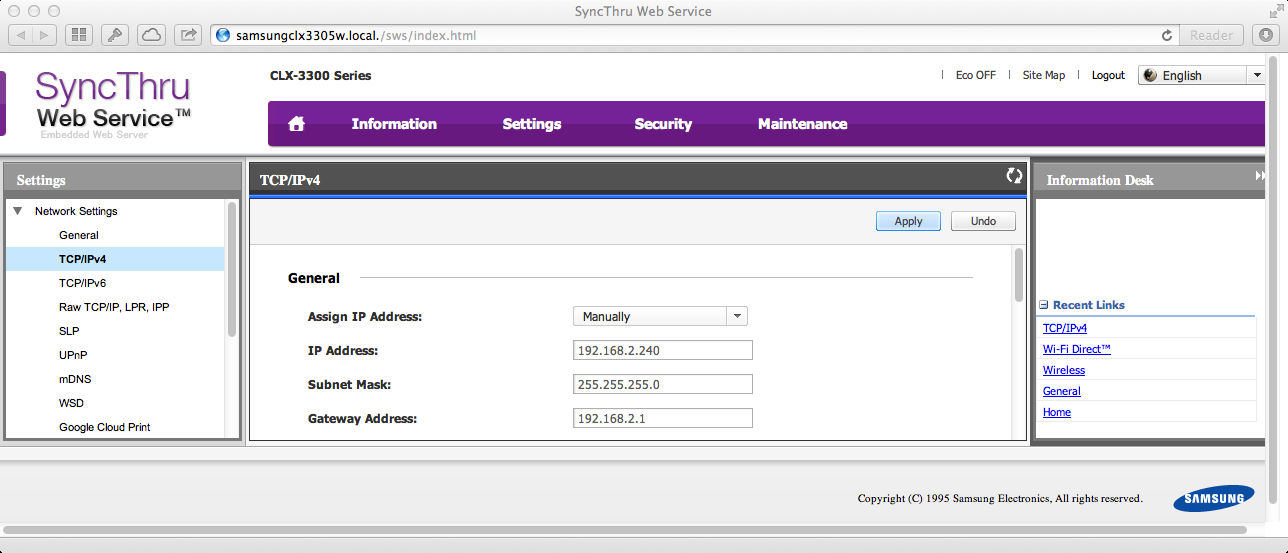 SyncThru Web Service
samsungclx3305w.local./sws/index.html
Reader
SyncThru
Web Service™
Embedded Web Server
CLX-3300 Series
Eco OFF
Site Map
Logout
English
Information
Settings
Security
Maintenance
Settings
Network Settings
General
TCP/IPv4
TCP/IPv6
Raw TCP/IP, LPR, IPP
SLP
UPnP
mDNS
WSD
Google Cloud Print
TCP/IPv4
Apply
Undo
General
Assign IP Address: Manually
IP Address: 192.168.2.240
Subnet Mask: 255.255.255.0
Gateway Address: 192.168.2.1
Information Desk
Recent Links
TCP/IPv4
Wi-Fi Direct™
Wireless
General
Home
Copyright (C) 1995 Samsung Electronics, All rights reserved.
SAMSUNG